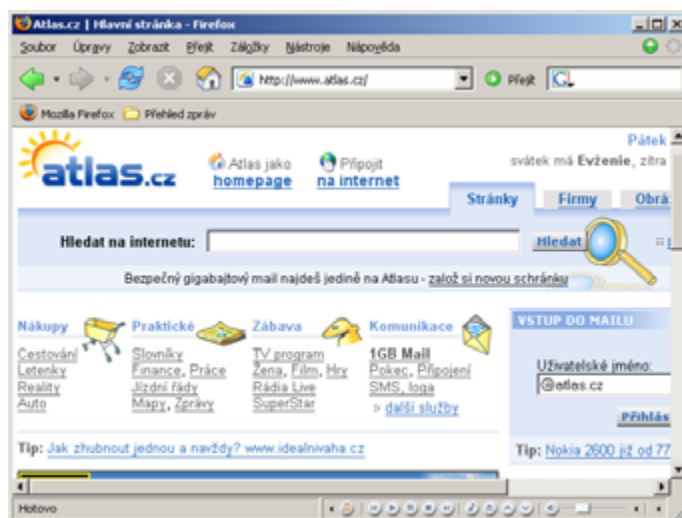 Atlas.cz | Hlavní stránka - Firefox
Soubor Úpravy Zobrazit Přejít Záložky Nástroje Nápověda
http://www.atlas.cz/ Přejít G
Mozilla Firefox Přehled zpráv
Pátek
atlas.cz
Atlas jako homepage
Připojit na internet
svátek má Evženie, zítra
Stránky Firmy Obrá
Hledat na internetu: Hledat
Bezpečný gigabajtový mail najdeš jedině na Atlasu - založ si novou schránku
Nákupy
Cestování
Letenky
Reality
Auto
Praktické
Slovníky
Finance, Práce
Jízdní řády
Mapy, Zprávy
Zábava
TV program
Žena, Film, Hry
Rádia Live
SuperStar
Komunikace
1GB Mail
Pokec, Připojení
SMS, loga
» další služby
VSTUP DO MAILU
Uživatelské jméno:
@atlas.cz
Přihlás
Tip: Jak zhubnout jednou a navždy? www.idealnivaha.cz
Tip: Nokia 2600 již od 77
Hotovo